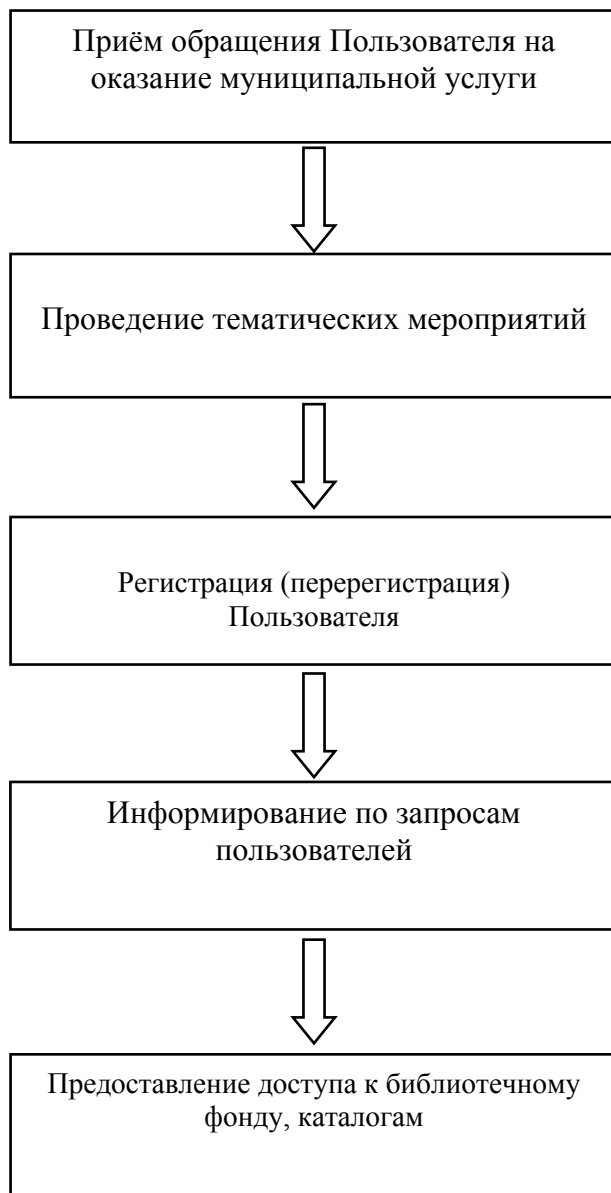 Приём обращения Пользователя на
оказание муниципальной услуги
Проведение тематических мероприятий
Регистрация (перерегистрация)
Пользователя
Информирование по запросам
пользователей
Предоставление доступа к библиотечному
фонду, каталогам